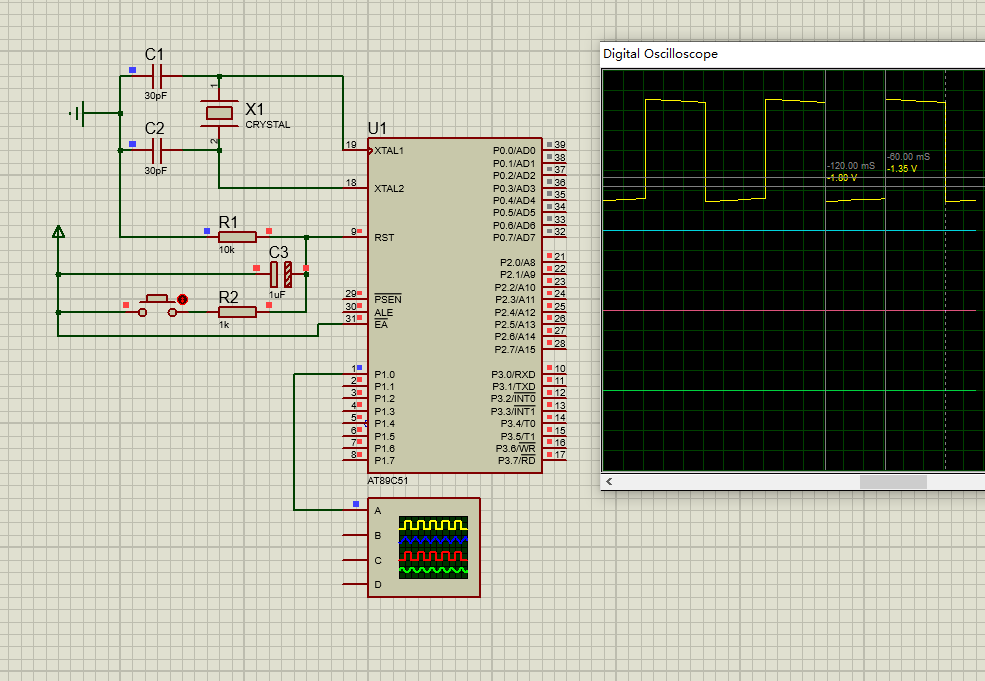 C1
30pF
1
X1
CRYSTAL
2
C2
30pF
R1
10k
C3
1uF
R2
1k
U1
19 XTAL1
18 XTAL2
9 RST
29 PSEN
30 ALE
31 EA
1 P1.0
2 P1.1
3 P1.2
4 P1.3
5 P1.4
6 P1.5
7 P1.6
8 P1.7
P0.0/AD0 39
P0.1/AD1 38
P0.2/AD2 37
P0.3/AD3 36
P0.4/AD4 35
P0.5/AD5 34
P0.6/AD6 33
P0.7/AD7 32
P2.0/A8 21
P2.1/A9 22
P2.2/A10 23
P2.3/A11 24
P2.4/A12 25
P2.5/A13 26
P2.6/A14 27
P2.7/A15 28
P3.0/RXD 10
P3.1/TXD 11
P3.2/INT0 12
P3.3/INT1 13
P3.4/T0 14
P3.5/T1 15
P3.6/WR 16
P3.7/RD 17
AT89C51
A
B
C
D
Digital Oscilloscope
-120.00 mS
-60.00 mS
-1.35 V